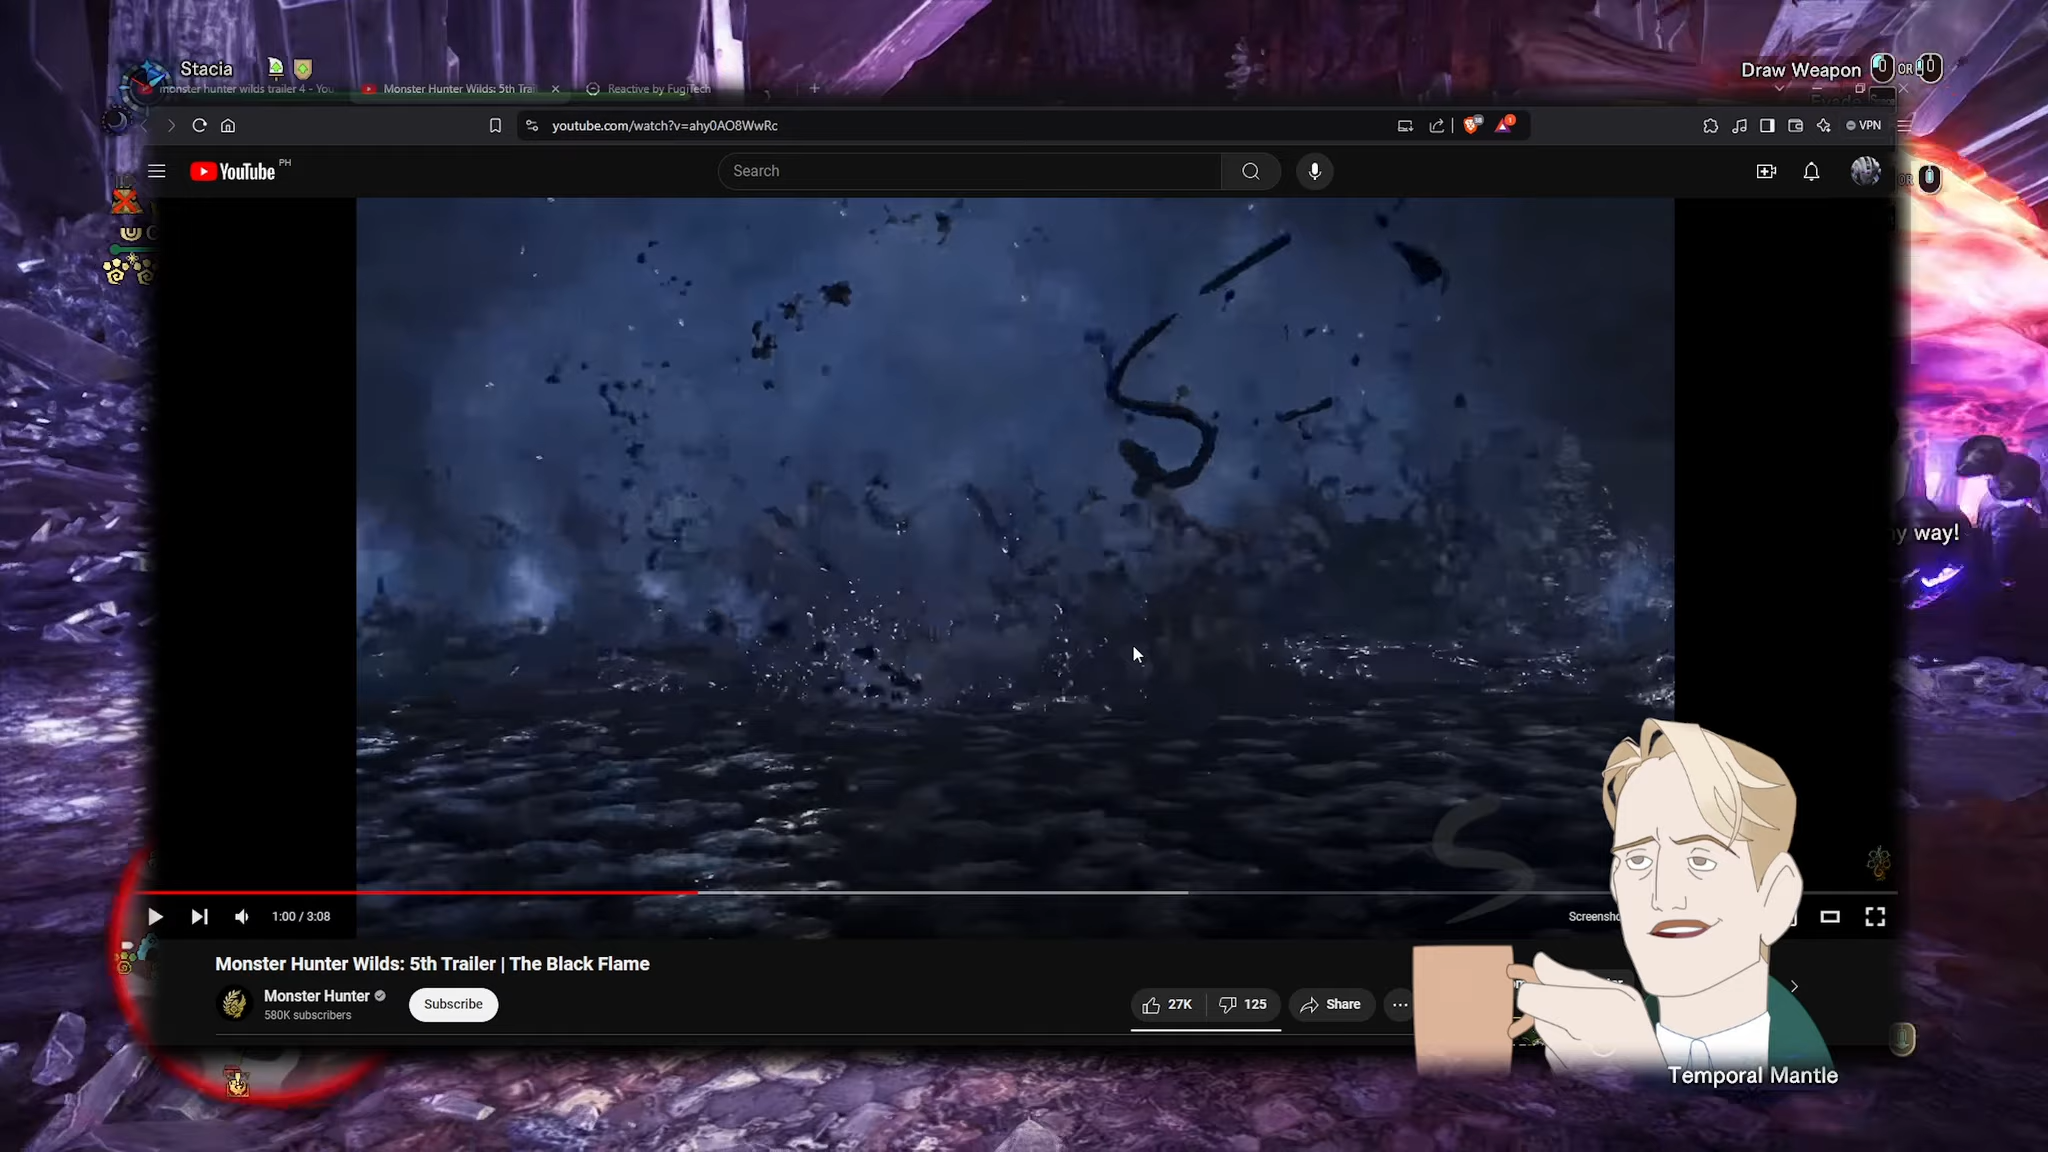 Stacia
Draw Weapon OR
monster hunter wilds trailer 4 - You
Monster Hunter Wilds: 5th Trai
Reactive by FugiTech
youtube.com/watch?v=ahy0AO8WwRc
VPN
YouTube PH
Search
OR
y way!
1:00 / 3:08
Screensho
Monster Hunter Wilds: 5th Trailer | The Black Flame
Monster Hunter
580K subscribers
Subscribe
27K
125
Share
Temporal Mantle